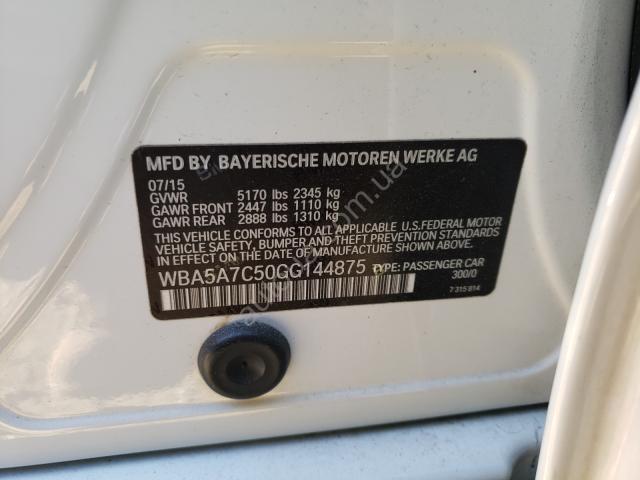 MFD BY BAYERISCHE MOTOREN WERKE AG
07/15
GVWR 5170 lbs 2345 kg
GAWR FRONT 2447 lbs 1110 kg
GAWR REAR 2888 lbs 1310 kg
THIS VEHICLE CONFORMS TO ALL APPLICABLE U.S.FEDERAL MOTOR
VEHICLE SAFETY, BUMPER AND THEFT PREVENTION STANDARDS IN
EFFECT ON THE DATE OF MANUFACTURE SHOWN ABOVE.
WBA5A7C50GG144875 TYPE: PASSENGER CAR
300/0
7 315 814